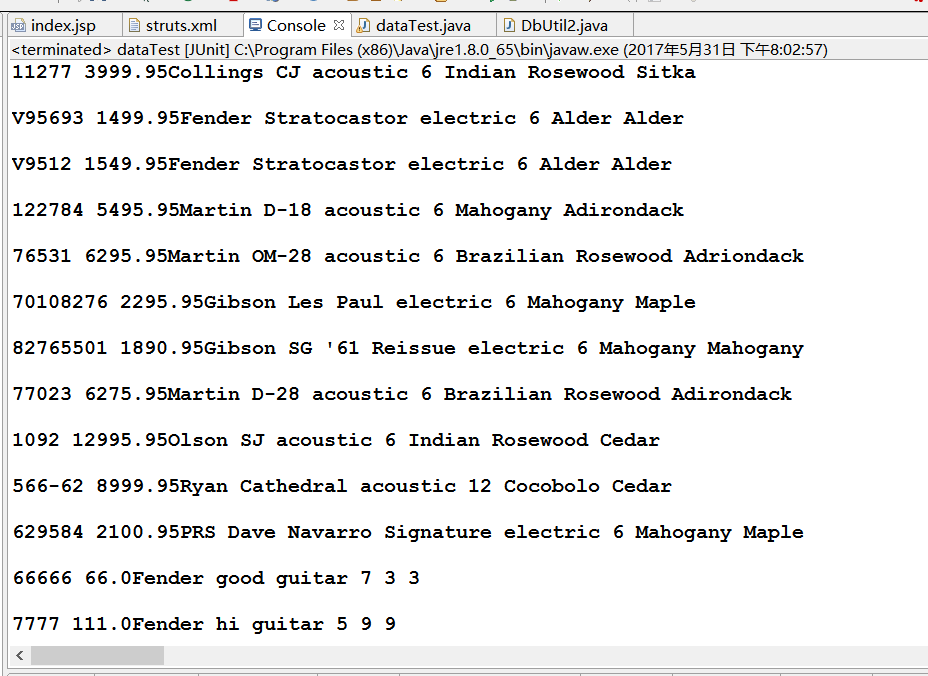 index.jsp struts.xml Console dataTest.java DbUtil2.java
<terminated> dataTest [JUnit] C:\Program Files (x86)\Java\jre1.8.0_65\bin\javaw.exe (2017年5月31日 下午8:02:57)
11277 3999.95Collings CJ acoustic 6 Indian Rosewood Sitka
V95693 1499.95Fender Stratocastor electric 6 Alder Alder
V9512 1549.95Fender Stratocastor electric 6 Alder Alder
122784 5495.95Martin D-18 acoustic 6 Mahogany Adirondack
76531 6295.95Martin OM-28 acoustic 6 Brazilian Rosewood Adriondack
70108276 2295.95Gibson Les Paul electric 6 Mahogany Maple
82765501 1890.95Gibson SG '61 Reissue electric 6 Mahogany Mahogany
77023 6275.95Martin D-28 acoustic 6 Brazilian Rosewood Adirondack
1092 12995.95Olson SJ acoustic 6 Indian Rosewood Cedar
566-62 8999.95Ryan Cathedral acoustic 12 Cocobolo Cedar
629584 2100.95PRS Dave Navarro Signature electric 6 Mahogany Maple
66666 66.0Fender good guitar 7 3 3
7777 111.0Fender hi guitar 5 9 9